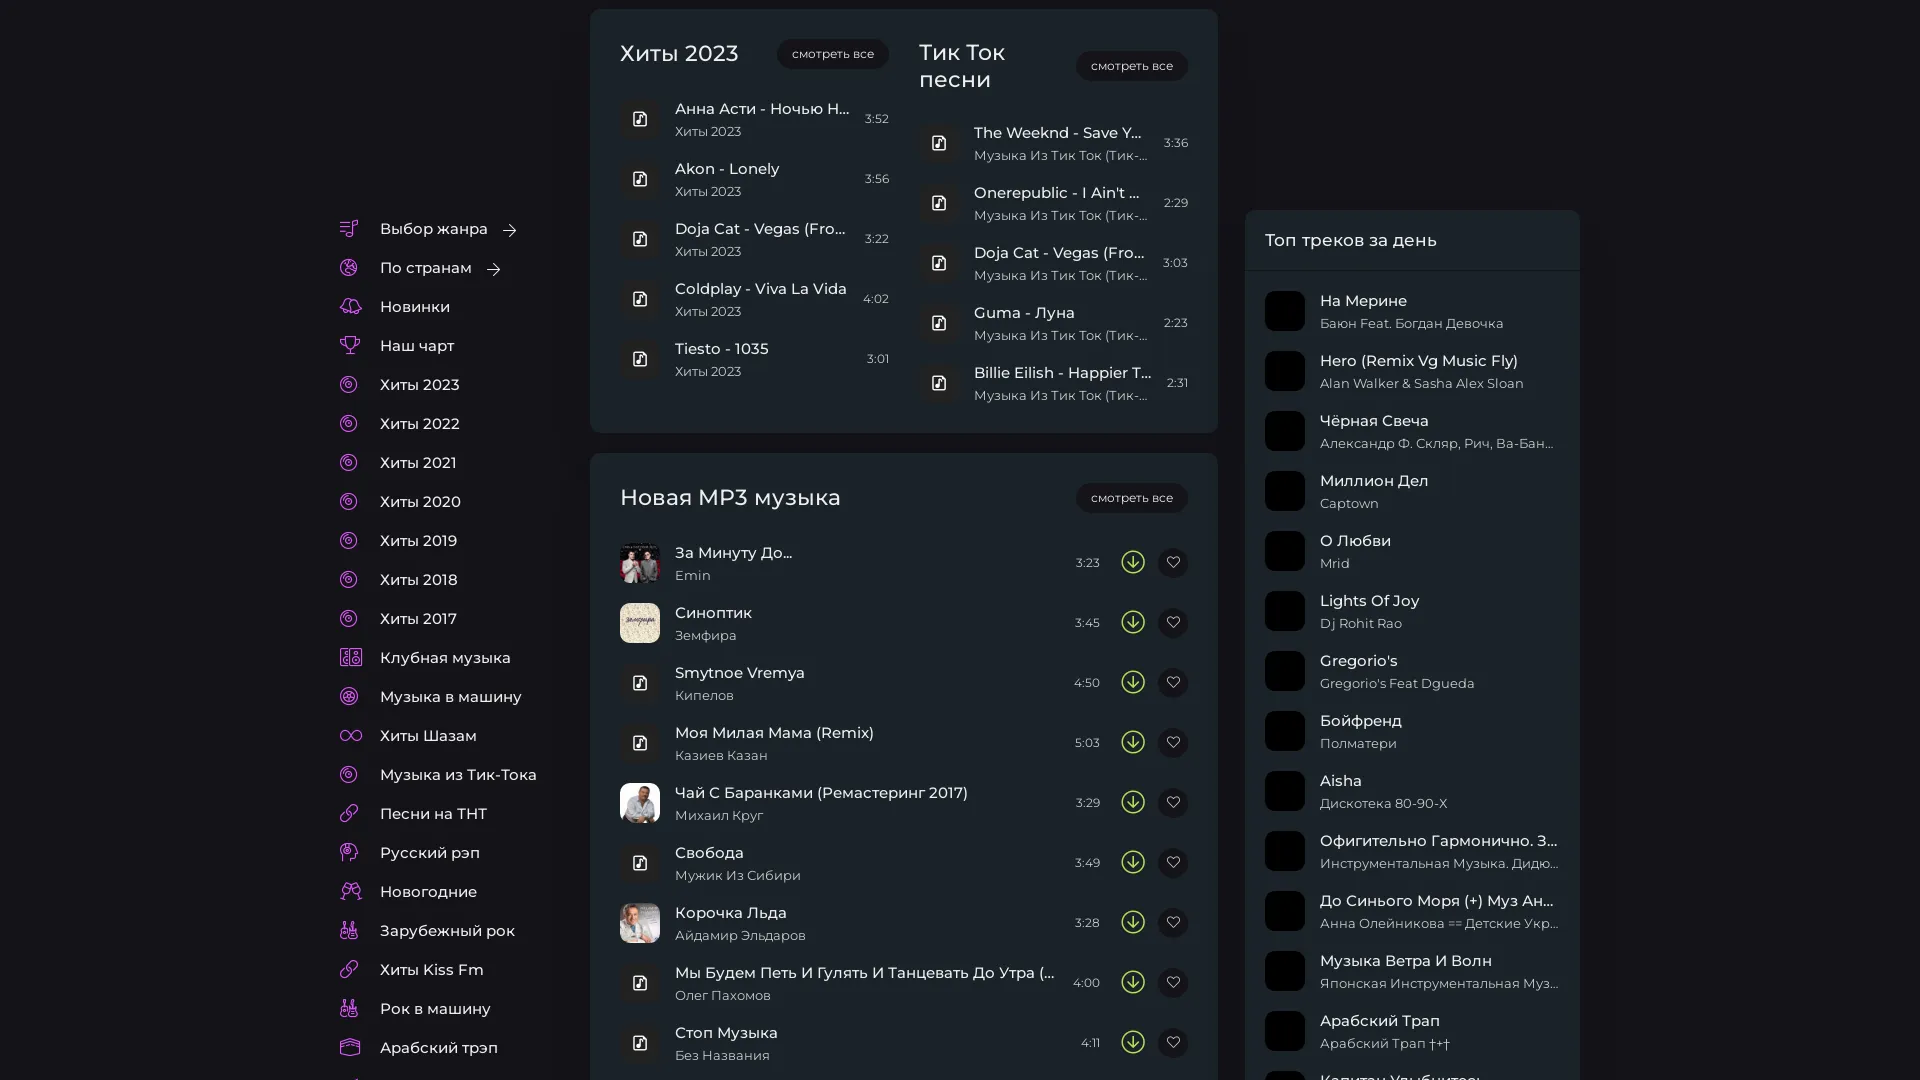 Выбор жанра
По странам
Новинки
Наш чарт
Хиты 2023
Хиты 2022
Хиты 2021
Хиты 2020
Хиты 2019
Хиты 2018
Хиты 2017
Клубная музыка
Музыка в машину
Хиты Шазам
Музыка из Тик-Тока
Песни на ТНТ
Русский рэп
Новогодние
Зарубежный рок
Хиты Kiss Fm
Рок в машину
Арабский трэп
Хиты 2023
смотреть все
Анна Асти - Ночью Н...
Хиты 2023
3:52
Akon - Lonely
Хиты 2023
3:56
Doja Cat - Vegas (Fro...
Хиты 2023
3:22
Coldplay - Viva La Vida
Хиты 2023
4:02
Tiesto - 1035
Хиты 2023
3:01
Тик Ток
песни
смотреть все
The Weeknd - Save Y...
Музыка Из Тик Ток (Тик-...
3:36
Onerepublic - I Ain't ...
Музыка Из Тик Ток (Тик-...
2:29
Doja Cat - Vegas (Fro...
Музыка Из Тик Ток (Тик-...
3:03
Guma - Луна
Музыка Из Тик Ток (Тик-...
2:23
Billie Eilish - Happier T...
Музыка Из Тик Ток (Тик-...
2:31
Новая MP3 музыка
смотреть все
За Минуту До...
Emin
3:23
Синоптик
Земфира
3:45
Smytnoe Vremya
Кипелов
4:50
Моя Милая Мама (Remix)
Казиев Казан
5:03
Чай С Баранками (Ремастеринг 2017)
Михаил Круг
3:29
Свобода
Мужик Из Сибири
3:49
Корочка Льда
Айдамир Эльдаров
3:28
Мы Будем Петь И Гулять И Танцевать До Утра (...
Олег Пахомов
4:00
Стоп Музыка
Без Названия
4:11
Топ треков за день
На Мерине
Баюн Feat. Богдан Девочка
Hero (Remix Vg Music Fly)
Alan Walker & Sasha Alex Sloan
Чёрная Свеча
Александр Ф. Скляр, Рич, Ва-Бан...
Миллион Дел
Captown
О Любви
Mrid
Lights Of Joy
Dj Rohit Rao
Gregorio's
Gregorio's Feat Dgueda
Бойфренд
Полматери
Aisha
Дискотека 80-90-Х
Офигительно Гармонично. З...
Инструментальная Музыка. Дидю...
До Синього Моря (+) Муз Ан...
Анна Олейникова == Детские Укр...
Музыка Ветра И Волн
Японская Инструментальная Муз...
Арабский Трап
Арабский Трап †+†